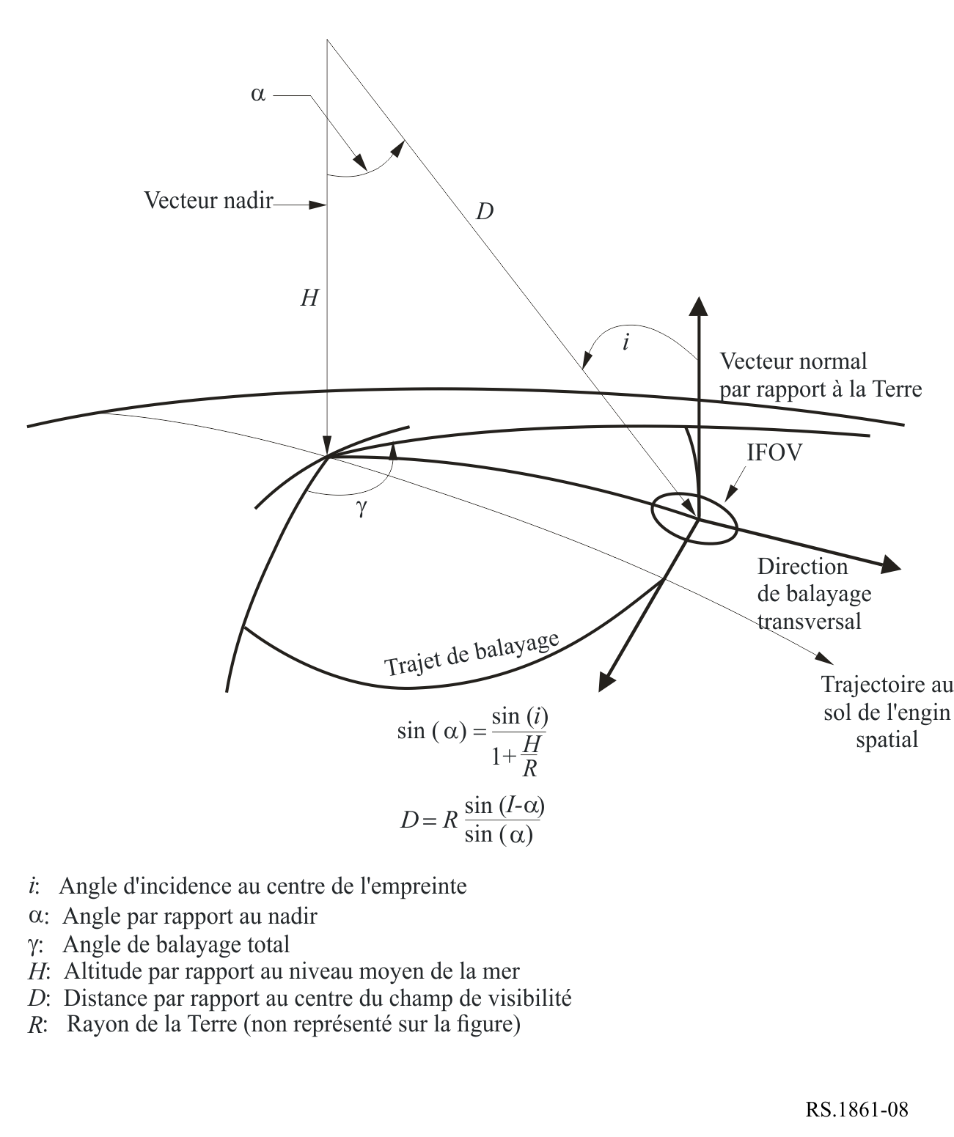 α
Vecteur nadir
D
H
i
Vecteur normal
par rapport à la Terre
IFOV
γ
Direction
de balayage
transversal
Trajet de balayage
Trajectoire au
sol de l'engin
spatial
sin (α) = sin (i) / 1+ H/R
D = R sin (I-α) / sin (α)
i: Angle d'incidence au centre de l'empreinte
α: Angle par rapport au nadir
γ: Angle de balayage total
H: Altitude par rapport au niveau moyen de la mer
D: Distance par rapport au centre du champ de visibilité
R: Rayon de la Terre (non représenté sur la figure)
RS.1861-08